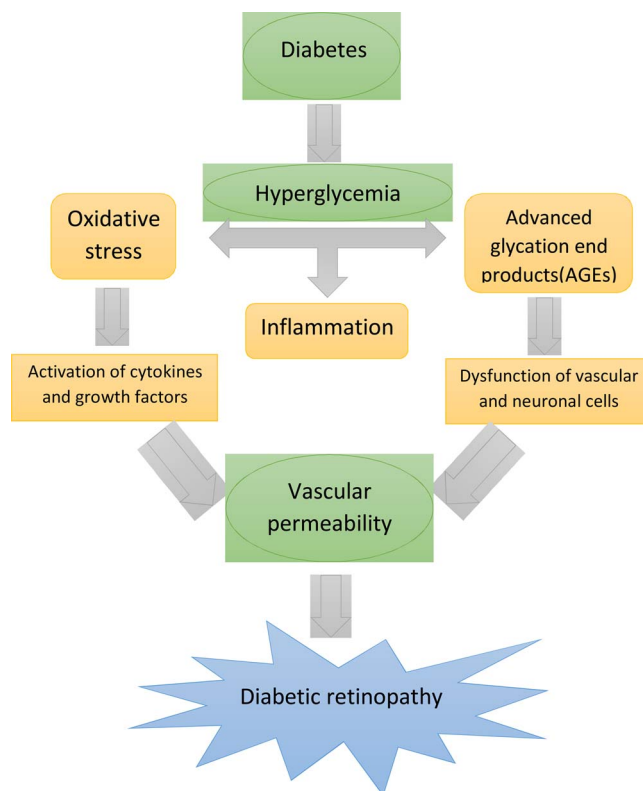 Diabetes
Hyperglycemia
Oxidative
stress
Advanced
glycation end
products(AGEs)
Inflammation
Activation of cytokines
and growth factors
Dysfunction of vascular
and neuronal cells
Vascular
permeability
Diabetic retinopathy